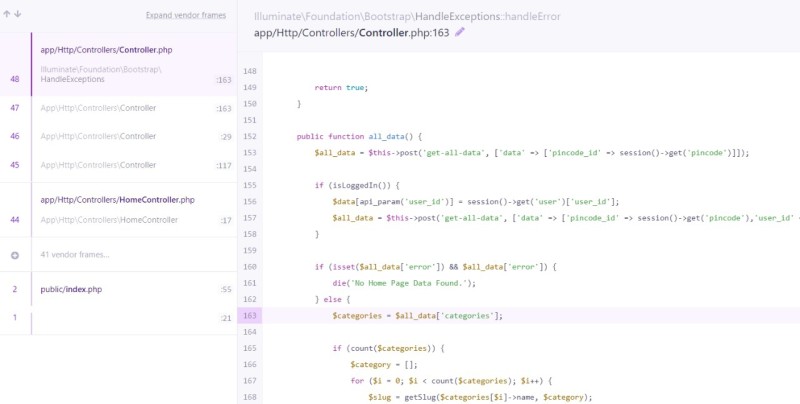 Expand vendor frames
app/Http/Controllers/Controller.php
Illuminate\Foundation\Bootstrap\
48 HandleExceptions :163
47 App\Http\Controllers\Controller :163
46 App\Http\Controllers\Controller :29
45 App\Http\Controllers\Controller :117
app/Http/Controllers/HomeController.php
44 App\Http\Controllers\HomeController :17
41 vendor frames...
2 public/index.php :55
1 :21
Illuminate\Foundation\Bootstrap\HandleExceptions::handleError
app/Http/Controllers/Controller.php:163
148
149 return true;
150 }
151
152 public function all_data() {
153 $all_data = $this->post('get-all-data', ['data' => ['pincode_id' => session()->get('pincode')]]);
154
155 if (isLoggedIn()) {
156 $data[api_param('user_id')] = session()->get('user')['user_id'];
157 $all_data = $this->post('get-all-data', ['data' => ['pincode_id' => session()->get('pincode'),'user_id' =
158 }
159
160 if (isset($all_data['error']) && $all_data['error']) {
161 die('No Home Page Data Found.');
162 } else {
163 $categories = $all_data['categories'];
164
165 if (count($categories)) {
166 $category = [];
167 for ($i = 0; $i < count($categories); $i++) {
168 $slug = getSlug($categories[$i]->name, $category);